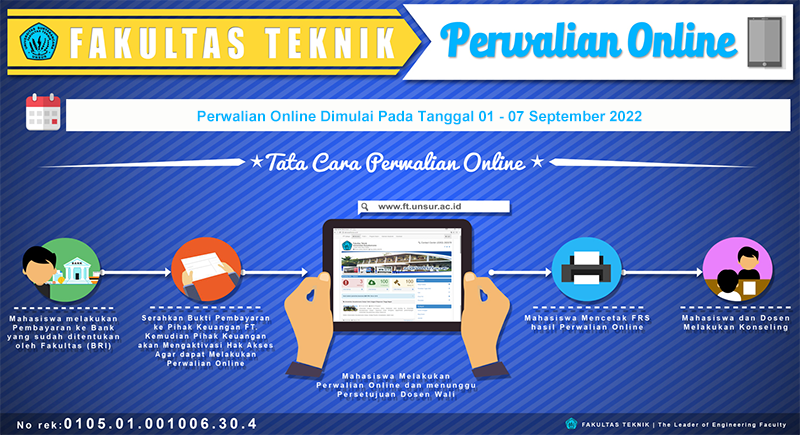 FAKULTAS TEKNIK
Perwalian Online
Perwalian Online Dimulai Pada Tanggal 01 - 07 September 2022
Tata Cara Perwalian Online
www.ft.unsur.ac.id
Mahasiswa melakukan
Pembayaran ke Bank
yang sudah ditentukan
oleh Fakultas (BRI)
Serahkan Bukti Pembayaran
ke Pihak Keuangan FT.
Kemudian Pihak Keuangan
akan Mengaktivasi Hak Akses
Agar dapat Melakukan
Perwalian Online
Mahasiswa Melakukan
Perwalian Online dan menunggu
Persetujuan Dosen Wali
Mahasiswa Mencetak FRS
hasil Perwalian Online
Mahasiswa dan Dosen
Melakukan Konseling
No rek:0105.01.001006.30.4
FAKULTAS TEKNIK | The Leader of Engineering Faculty